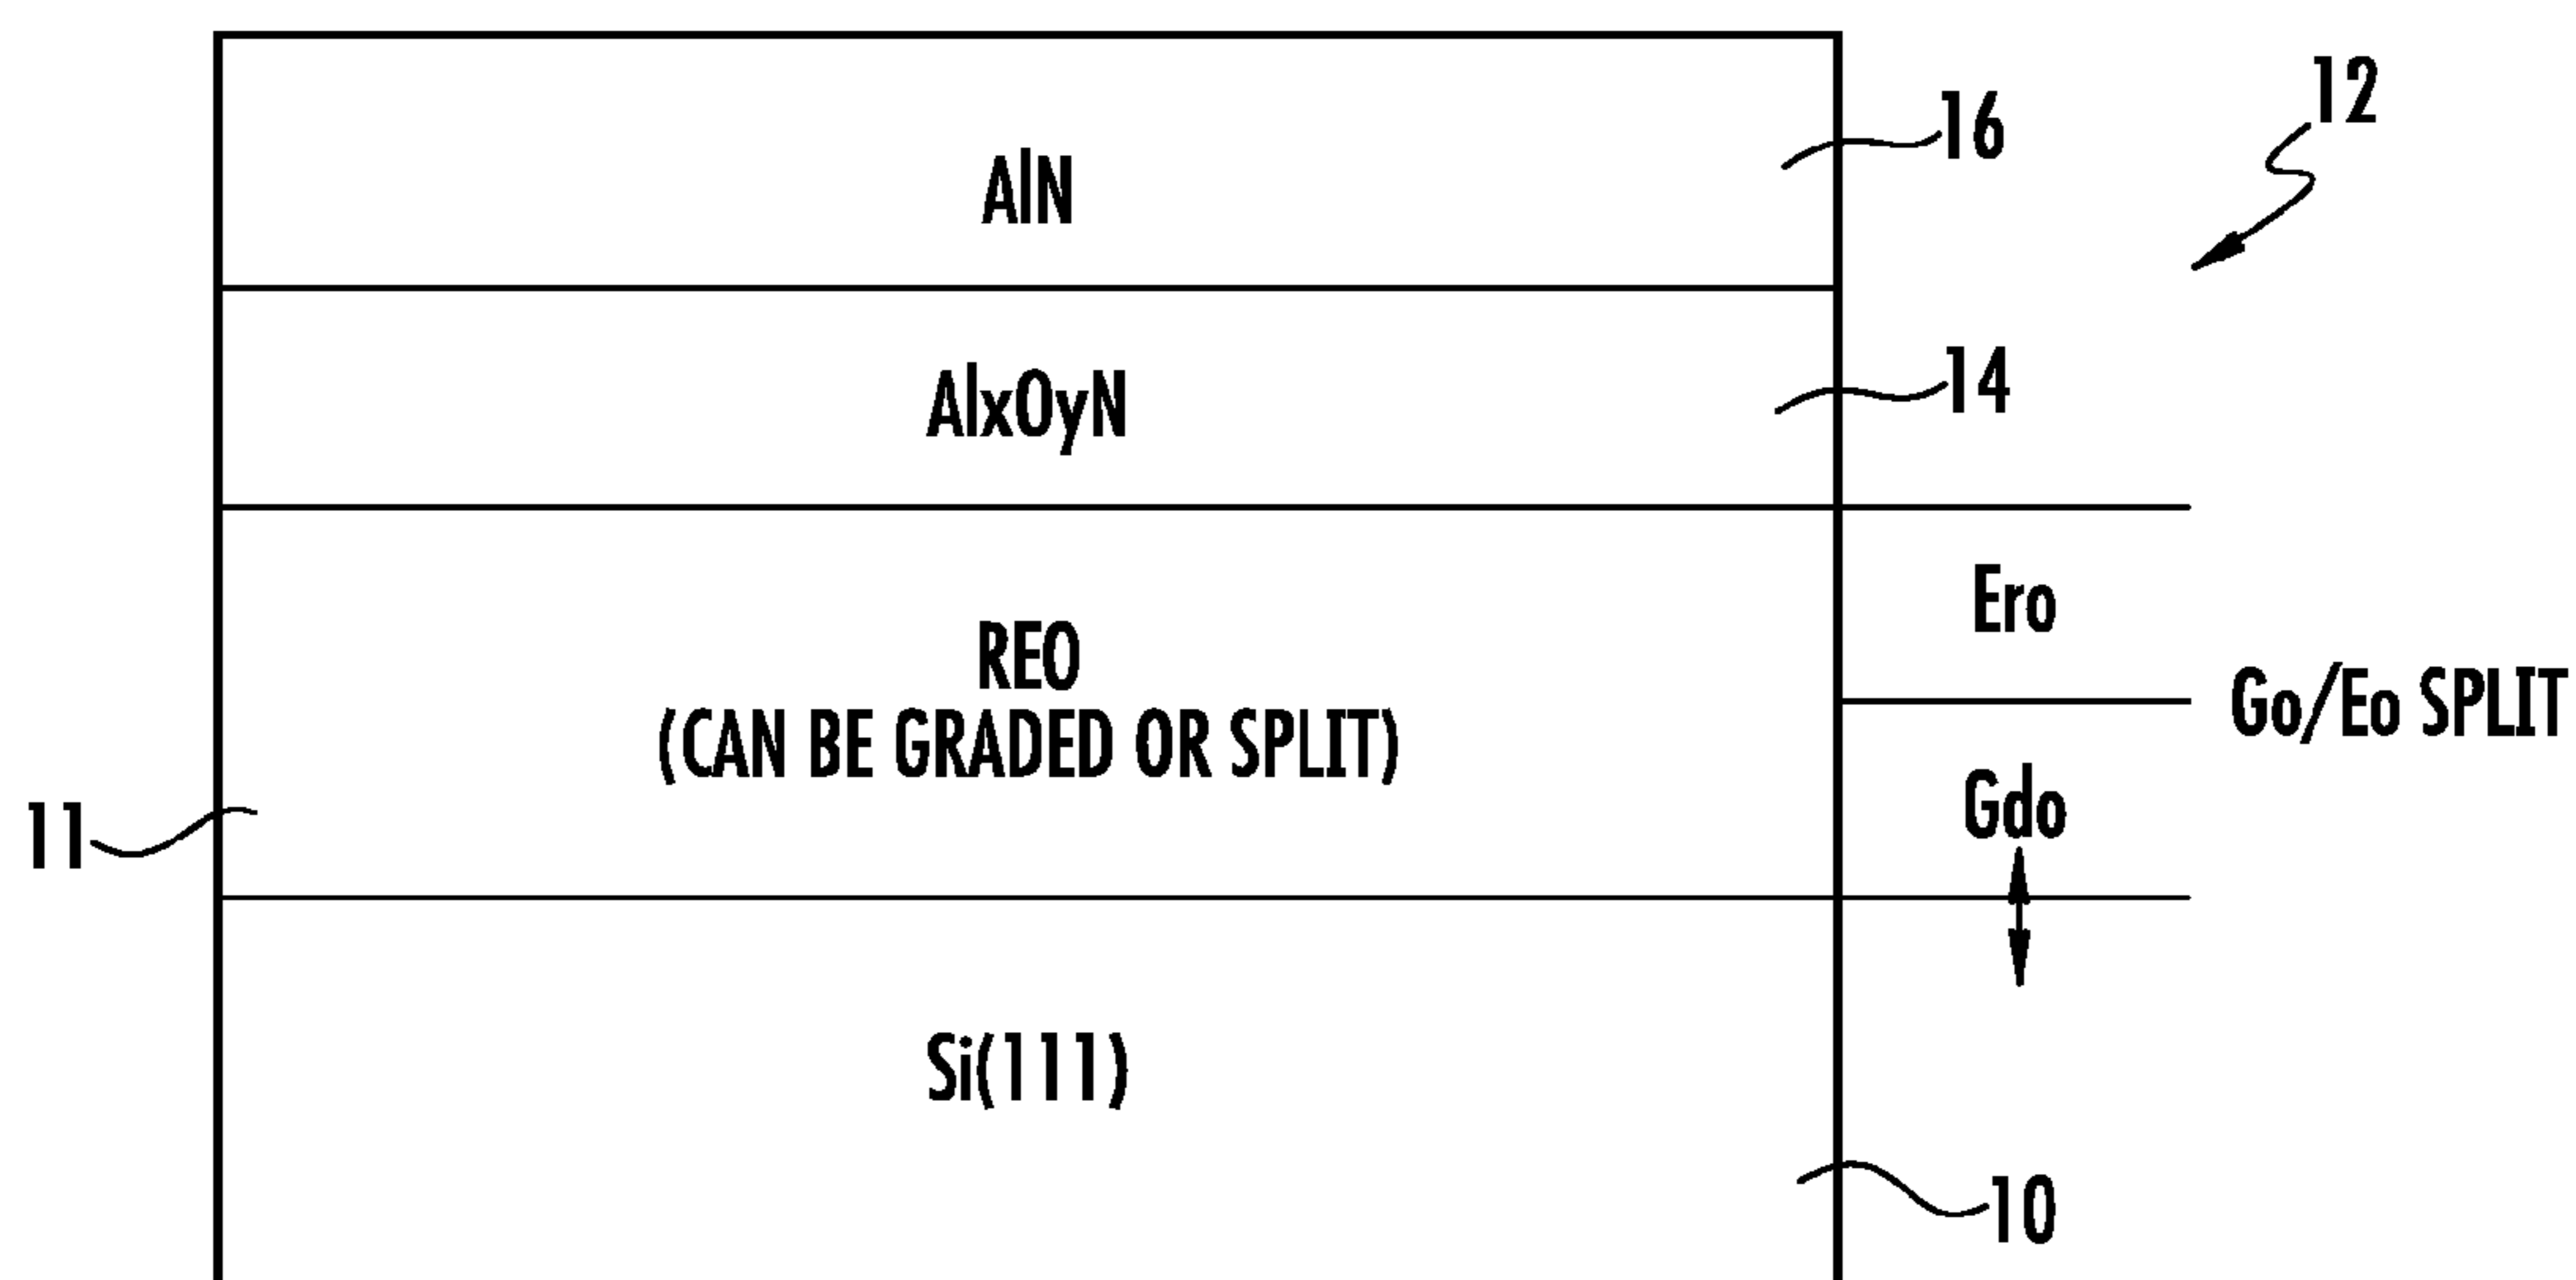 12
16
AlN
14
AlxOyN
Ero
REO
Go/Eo SPLIT
(CAN BE GRADED OR SPLIT)
Gdo
11
Si(111)
10